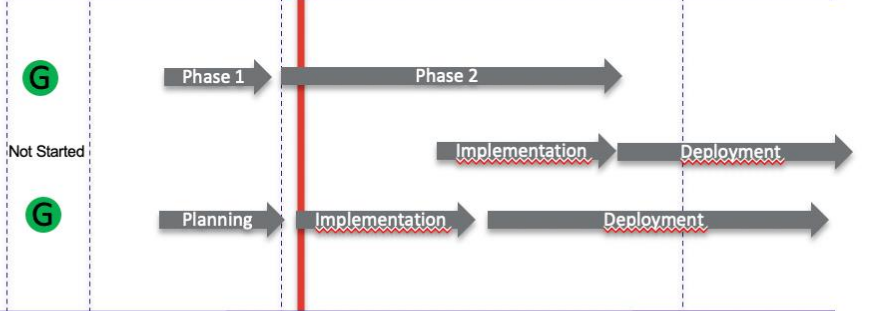 G Phase 1 Phase 2
Not Started Implementation Deployment
G Planning Implementation Deployment